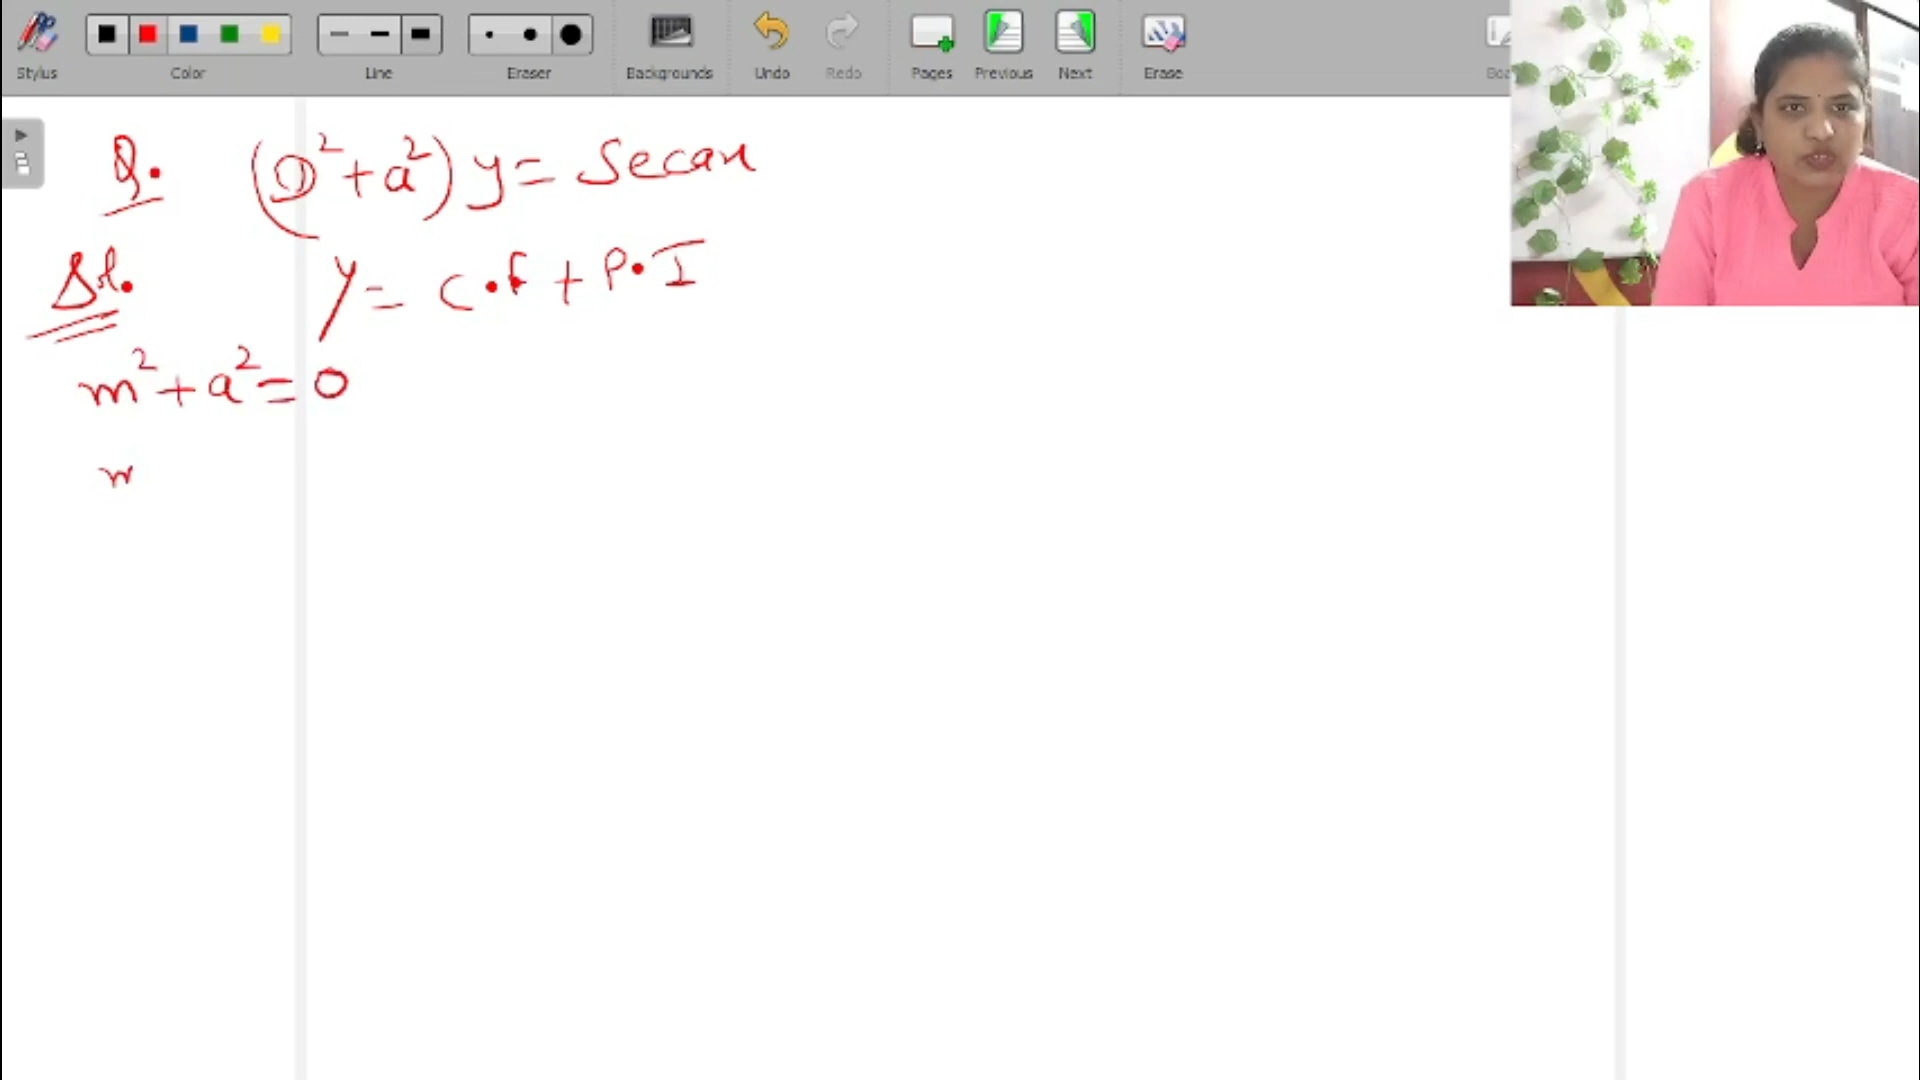 Stylus Color Line Eraser Backgrounds Undo Redo Pages Previous Next Erase
Q. (D²+a²) y = Secax
Sol. y = C.F + P.I
m²+a²=0
m